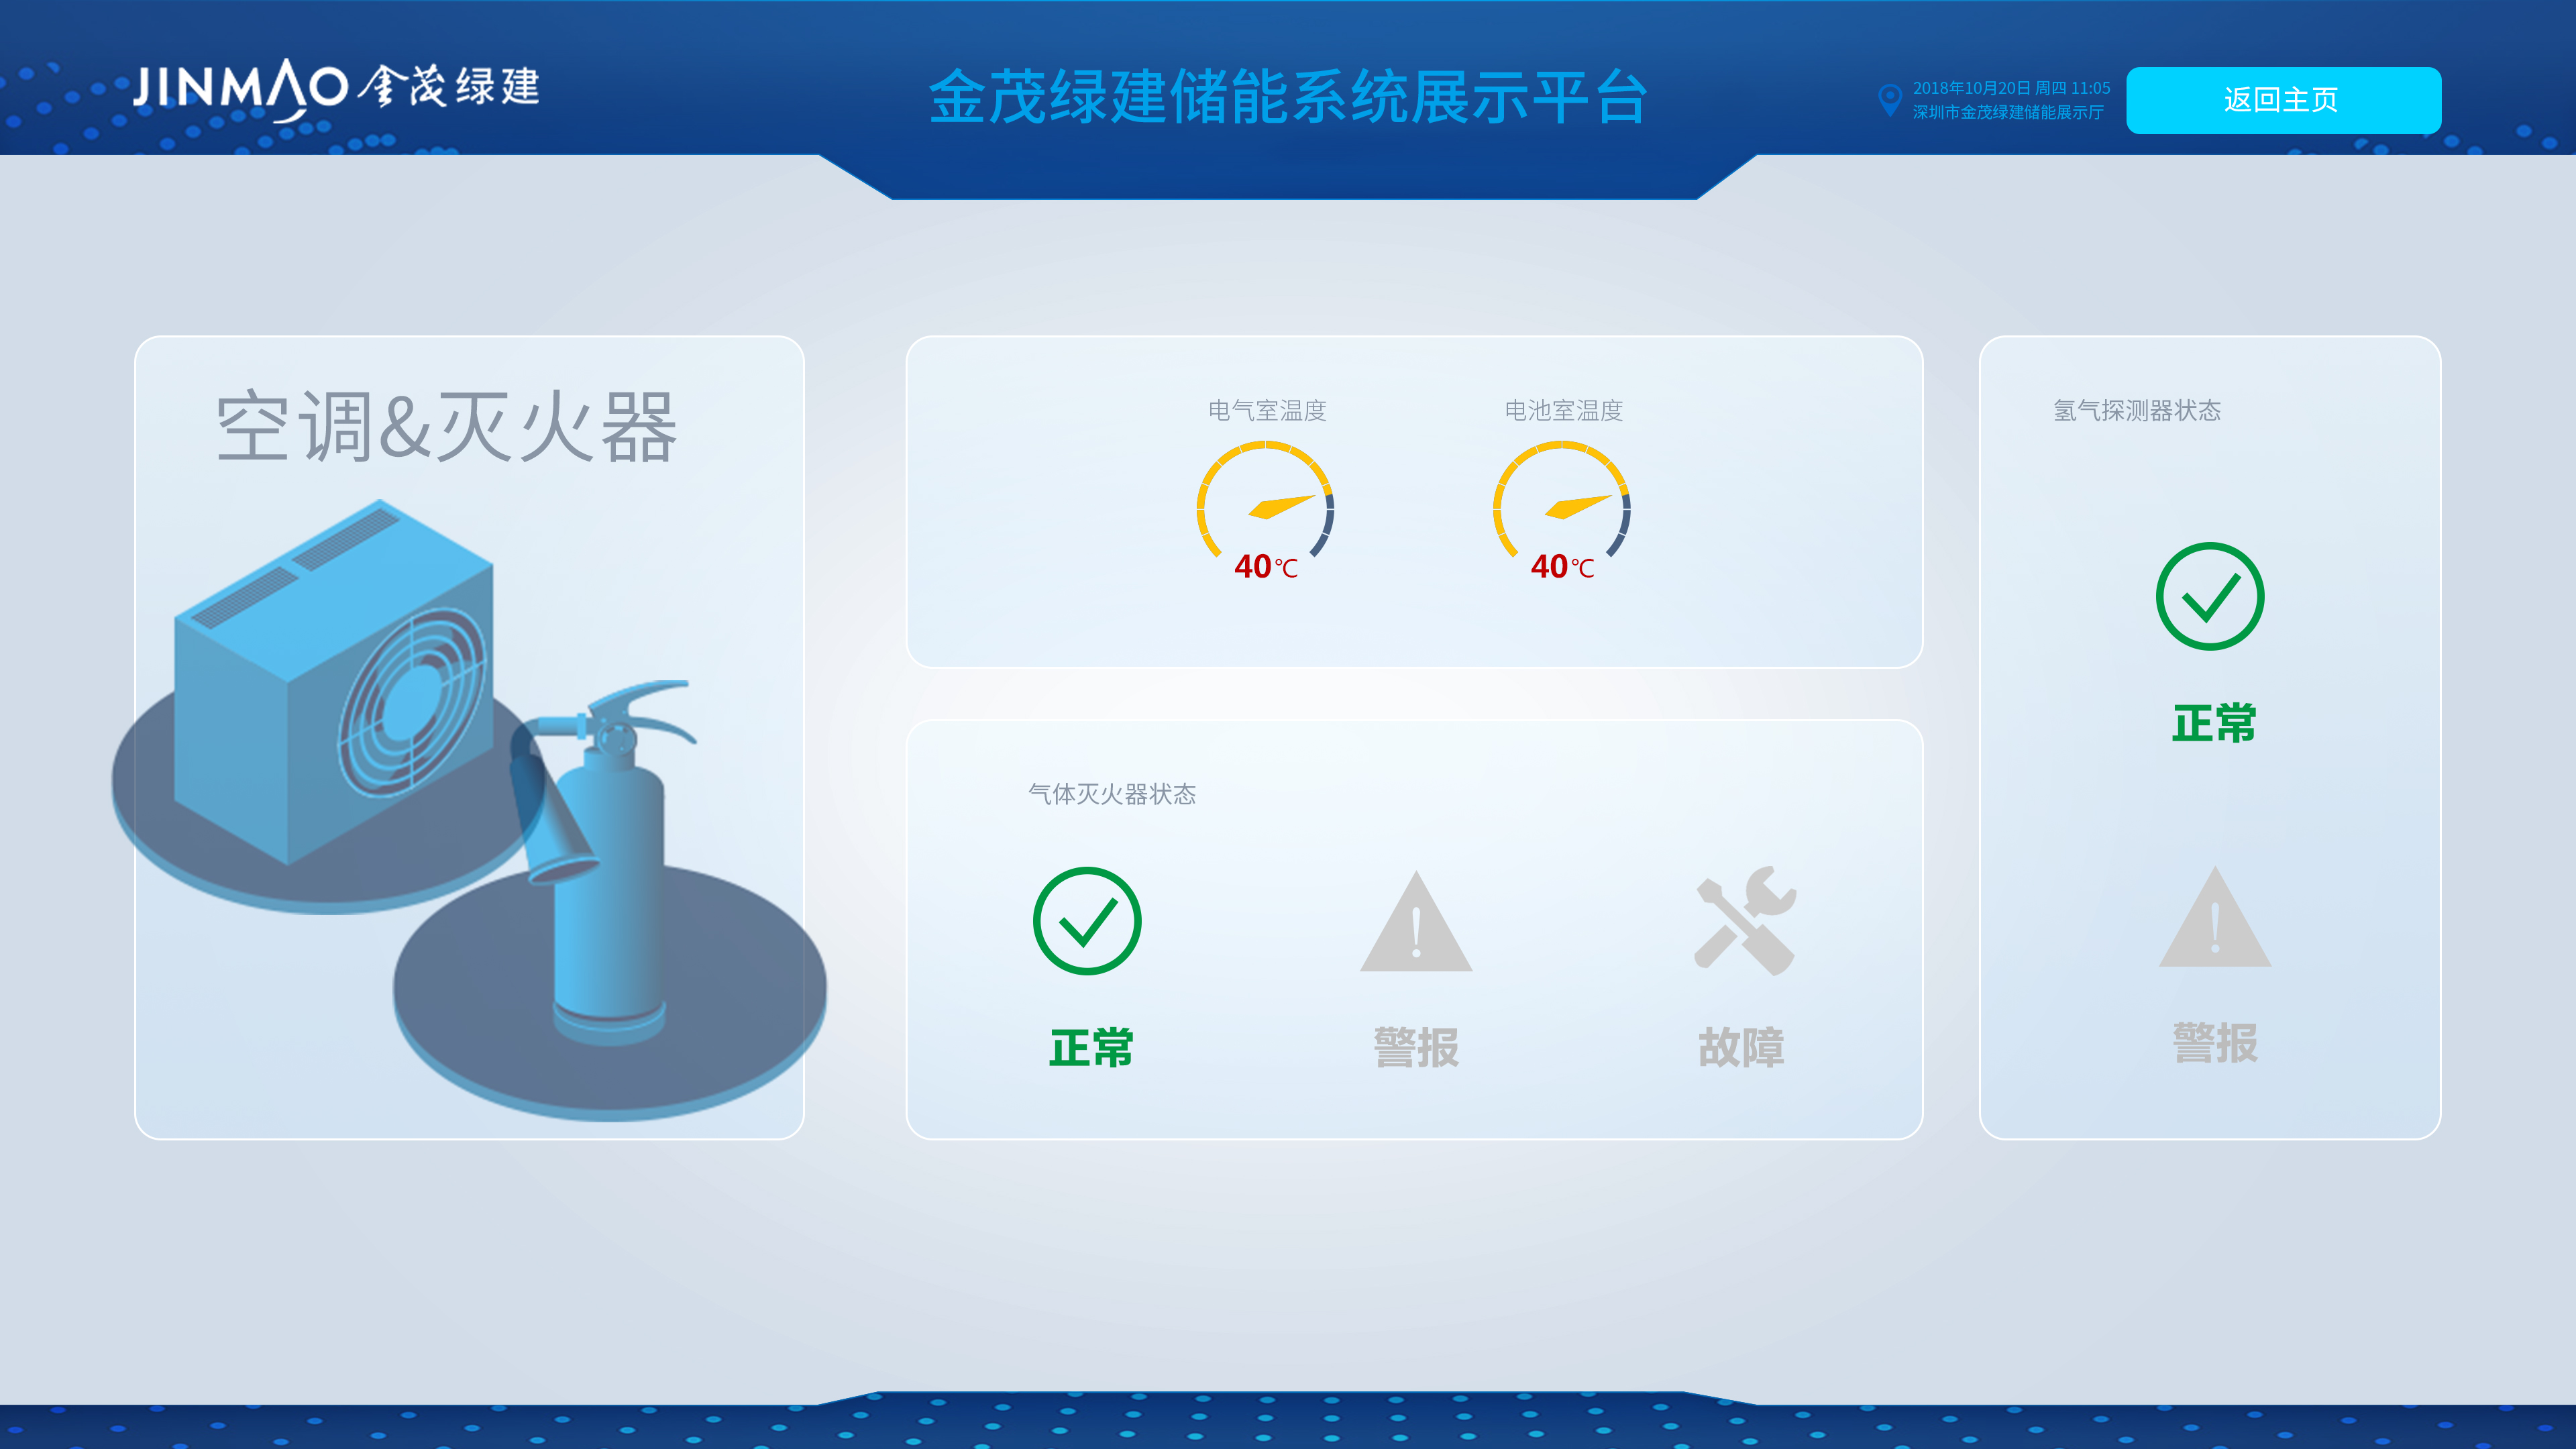 JINMAO 金茂绿建
金茂绿建储能系统展示平台
2018年10月20日 周四 11:05
深圳市金茂绿建储能展示厅
返回主页
空调&灭火器
电气室温度
40℃
电池室温度
40℃
气体灭火器状态
正常
警报
故障
氢气探测器状态
正常
警报